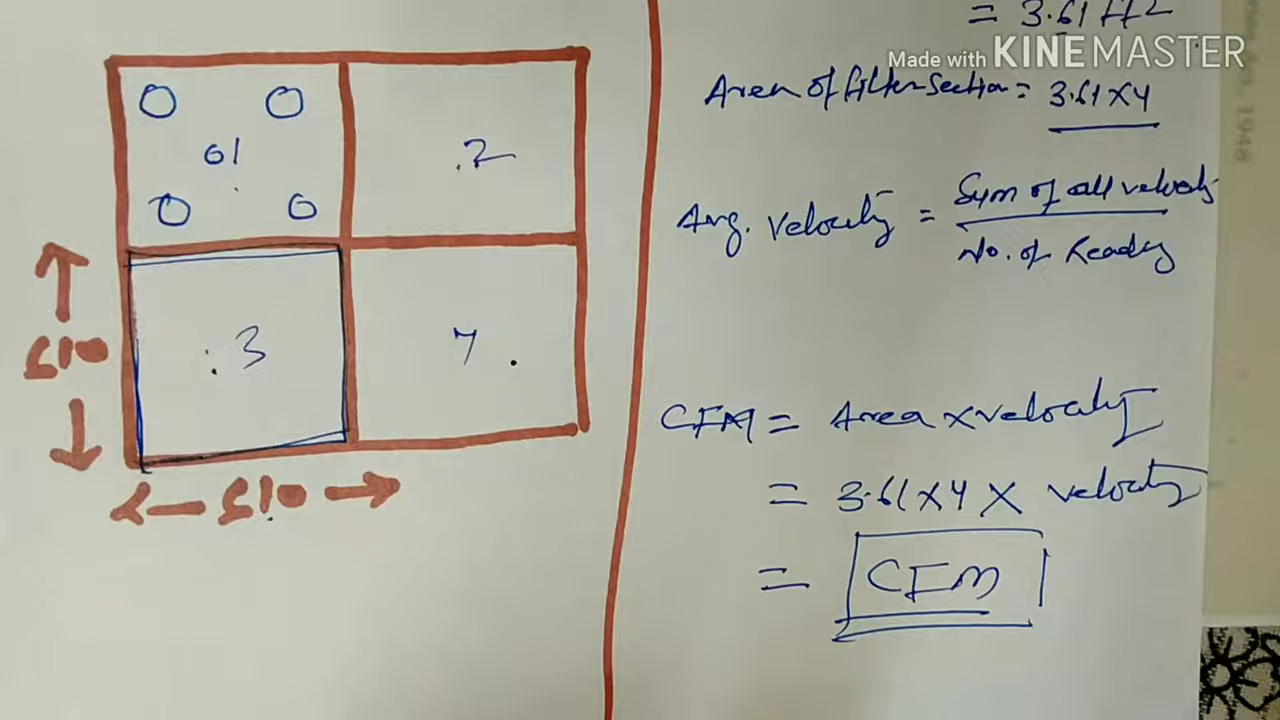 = 3.61 ft2
Made with KINEMASTER
Area of filter section = 3.61 x 4
Avg. velocity = Sum of all velocity
No. of Reading
01
.2
.3
4 .
610
← 610 →
CFM = Area x velocity
= 3.61 x 4 x velocity
= CFM
1948